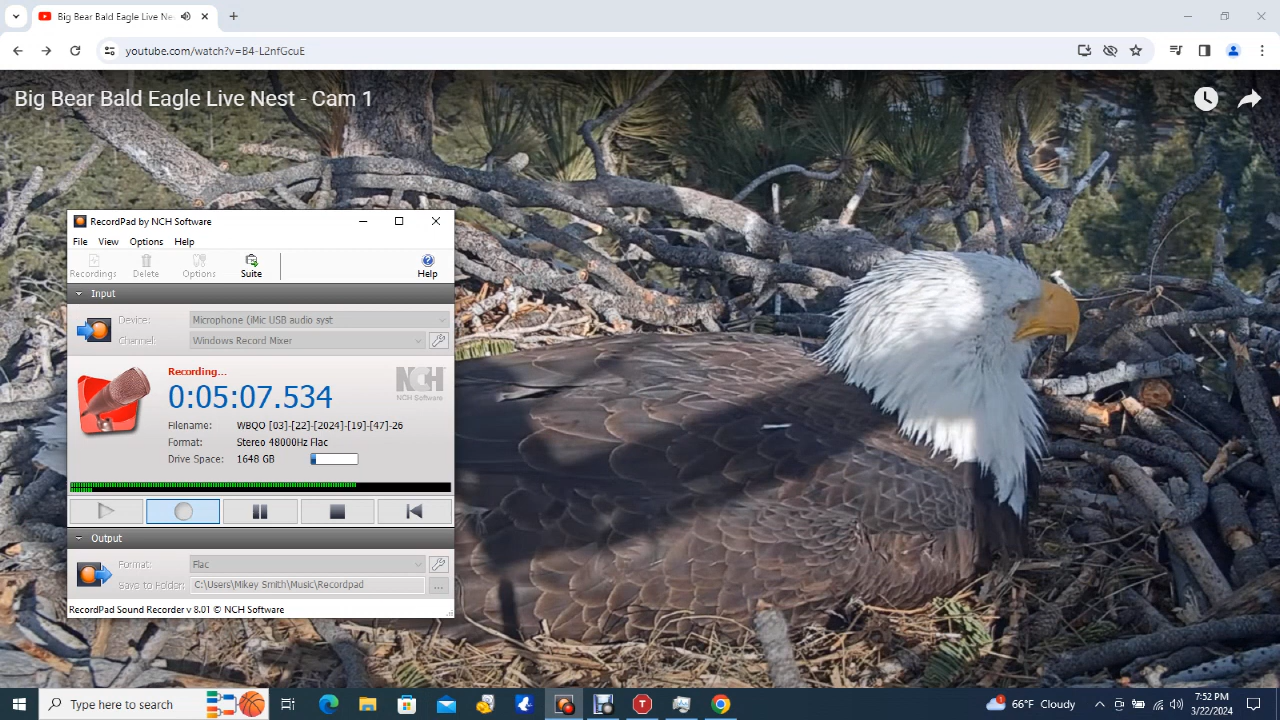 Big Bear Bald Eagle Live Ne
youtube.com/watch?v=B4-L2nfGcuE
Big Bear Bald Eagle Live Nest - Cam 1
RecordPad by NCH Software
File View Options Help
Recordings Delete Options Suite Help
Input
Device: Microphone (iMic USB audio syst
Channel: Windows Record Mixer
Recording...
0:05:07.534
NCH
NCH Software
Filename: WBQO [03]-[22]-[2024]-[19]-[47]-26
Format: Stereo 48000Hz Flac
Drive Space: 1648 GB
Output
Format: Flac
Save to Folder: C:\Users\Mikey Smith\Music\Recordpad
...
RecordPad Sound Recorder v 8.01 © NCH Software
Type here to search
66°F Cloudy
7:52 PM
3/22/2024